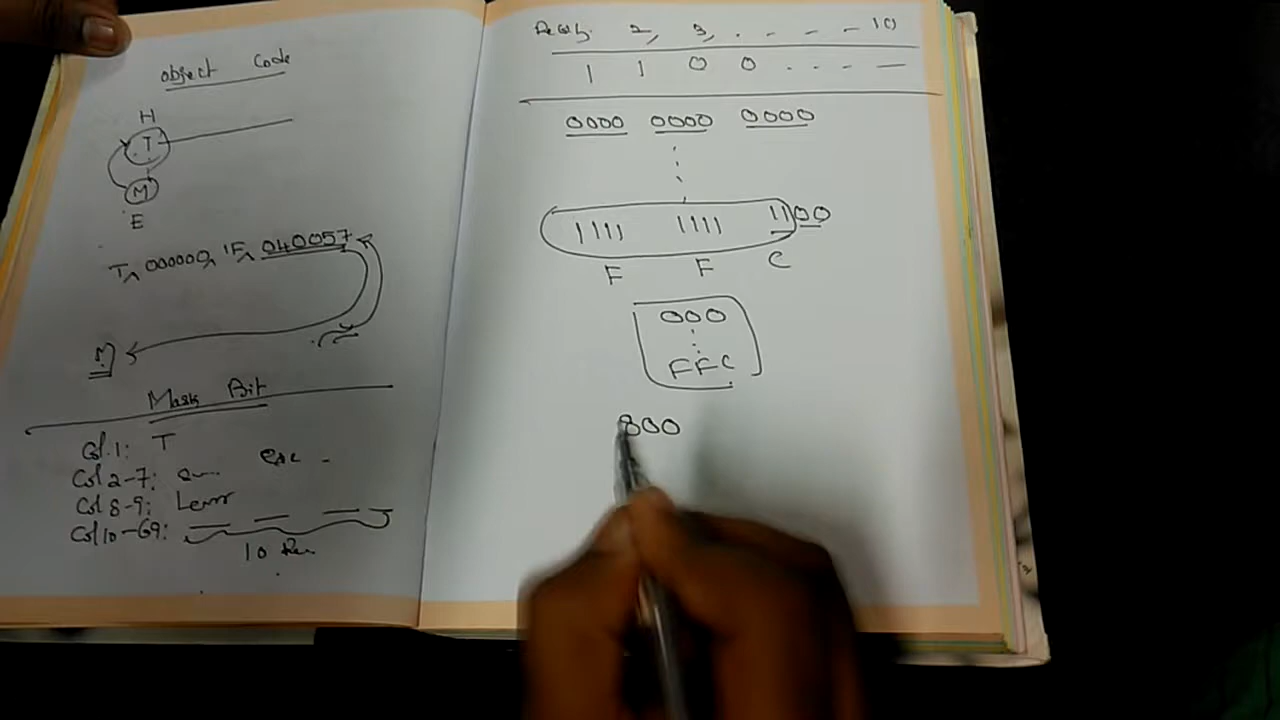 Object Code
H
T
M
E
T^ 000000^ 1E^ 040057
M
Mask Bit
Col 1: T
Col 2-7:
Col 8-9:
Col 10-69:
10
2, 3, . - - - 10
1 1 0 0 . - - -
0000 0000 0000
1111 1111 1100
F F C
000
FFC
800